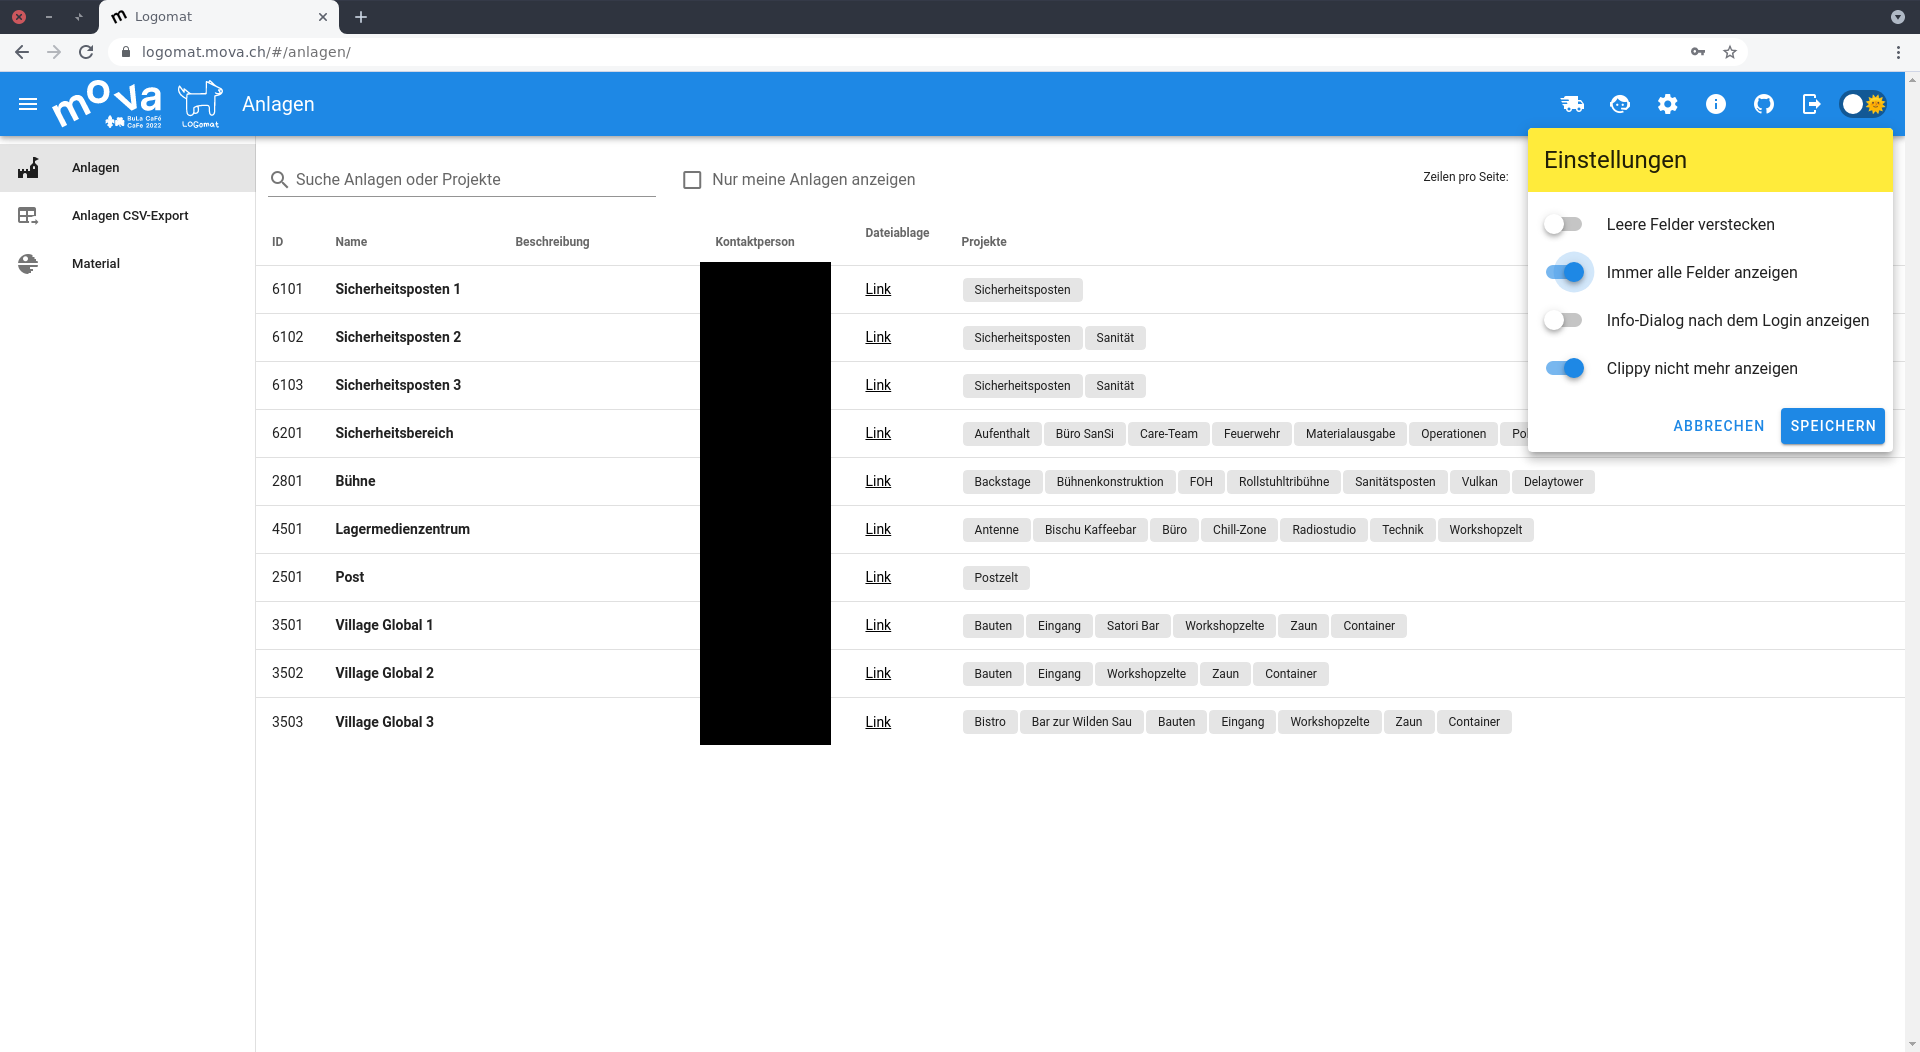 Logomat
logomat.mova.ch/#/anlagen/
mova
BuLa CaFé
CaFe 2022
LOGomat
Anlagen
Anlagen
Anlagen CSV-Export
Material
Suche Anlagen oder Projekte
Nur meine Anlagen anzeigen
Zeilen pro Seite:
ID Name Beschreibung Kontaktperson Dateiablage Projekte
6101 Sicherheitsposten 1 Link Sicherheitsposten
6102 Sicherheitsposten 2 Link Sicherheitsposten Sanität
6103 Sicherheitsposten 3 Link Sicherheitsposten Sanität
6201 Sicherheitsbereich Link Aufenthalt Büro SanSi Care-Team Feuerwehr Materialausgabe Operationen
2801 Bühne Link Backstage Bühnenkonstruktion FOH Rollstuhltribühne Sanitätsposten Vulkan Delaytower
4501 Lagermedienzentrum Link Antenne Bischu Kaffeebar Büro Chill-Zone Radiostudio Technik Workshopzelt
2501 Post Link Postzelt
3501 Village Global 1 Link Bauten Eingang Satori Bar Workshopzelte Zaun Container
3502 Village Global 2 Link Bauten Eingang Workshopzelte Zaun Container
3503 Village Global 3 Link Bistro Bar zur Wilden Sau Bauten Eingang Workshopzelte Zaun Container
Einstellungen
Leere Felder verstecken
Immer alle Felder anzeigen
Info-Dialog nach dem Login anzeigen
Clippy nicht mehr anzeigen
ABBRECHEN SPEICHERN